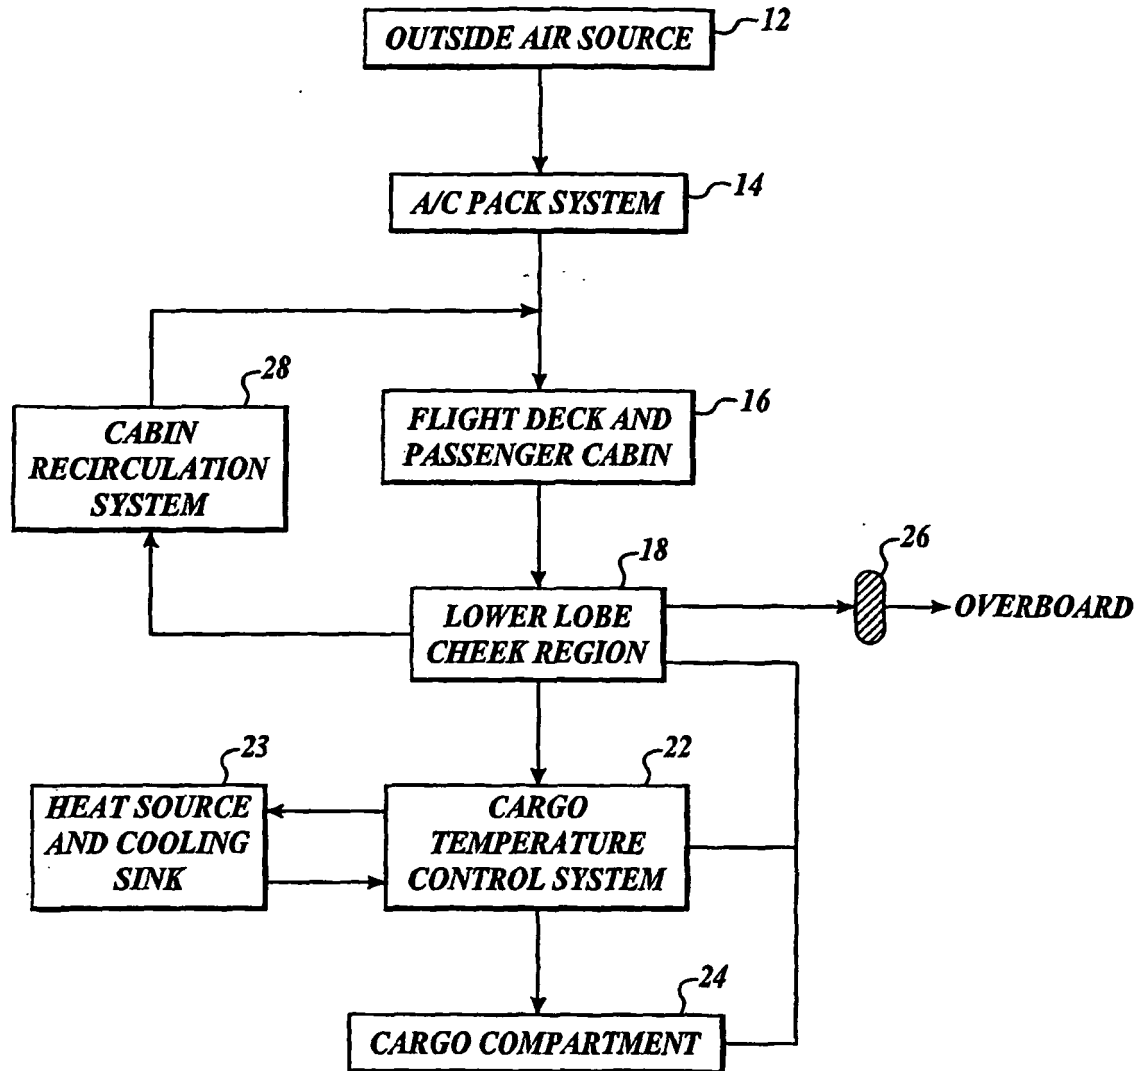 OUTSIDE AIR SOURCE
12
A/C PACK SYSTEM
14
28
CABIN
RECIRCULATION
SYSTEM
FLIGHT DECK AND
PASSENGER CABIN
16
18
LOWER LOBE
CHEEK REGION
26
OVERBOARD
23
HEAT SOURCE
AND COOLING
SINK
22
CARGO
TEMPERATURE
CONTROL SYSTEM
24
CARGO COMPARTMENT